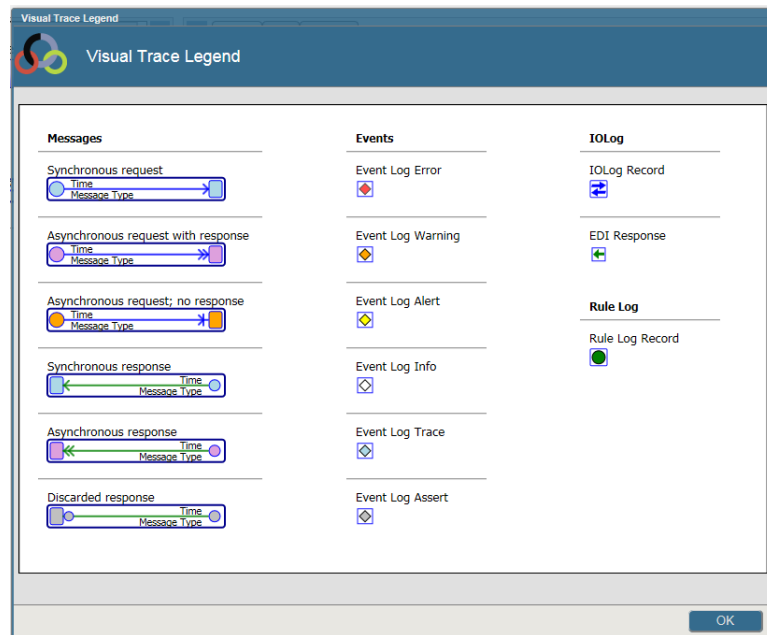 Visual Trace Legend
Visual Trace Legend
Messages
Synchronous request
Time
Message Type
Asynchronous request with response
Time
Message Type
Asynchronous request; no response
Time
Message Type
Synchronous response
Time
Message Type
Asynchronous response
Time
Message Type
Discarded response
Time
Message Type
Events
Event Log Error
Event Log Warning
Event Log Alert
Event Log Info
Event Log Trace
Event Log Assert
IOLog
IOLog Record
EDI Response
Rule Log
Rule Log Record
OK